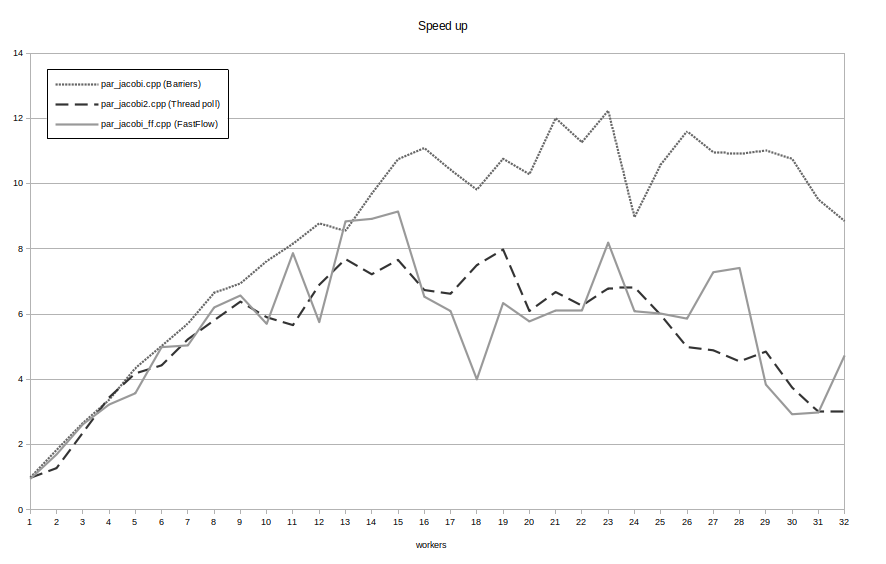 Speed up
14
par_jacobi.cpp (Barriers)
par_jacobi2.cpp (Thread poll)
par_jacobi_ff.cpp (FastFlow)
12
10
8
6
4
2
0
1 2 3 4 5 6 7 8 9 10 11 12 13 14 15 16 17 18 19 20 21 22 23 24 25 26 27 28 29 30 31 32
workers